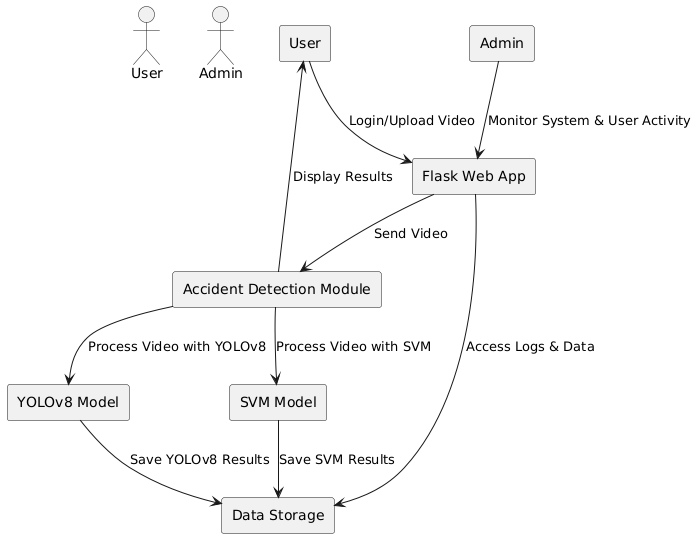 User
Admin
User
Admin
Login/Upload Video
Monitor System & User Activity
Display Results
Flask Web App
Send Video
Accident Detection Module
Process Video with YOLOv8
Process Video with SVM
Access Logs & Data
YOLOv8 Model
SVM Model
Save YOLOv8 Results
Save SVM Results
Data Storage